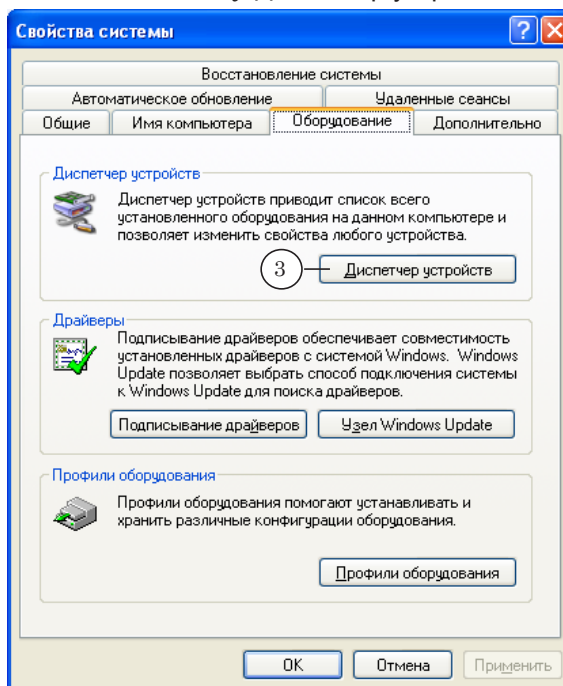 Свойства системы
Восстановление системы
Автоматическое обновление
Удаленные сеансы
Общие
Имя компьютера
Оборудование
Дополнительно
Диспетчер устройств
Диспетчер устройств приводит список всего
установленного оборудования на данном компьютере и
позволяет изменить свойства любого устройства.
3
Диспетчер устройств
Драйверы
Подписывание драйверов обеспечивает совместимость
установленных драйверов с системой Windows. Windows
Update позволяет выбрать способ подключения системы
к Windows Update для поиска драйверов.
Подписывание драйверов
Узел Windows Update
Профили оборудования
Профили оборудования помогают устанавливать и
хранить различные конфигурации оборудования.
Профили оборудования
OK
Отмена
Применить